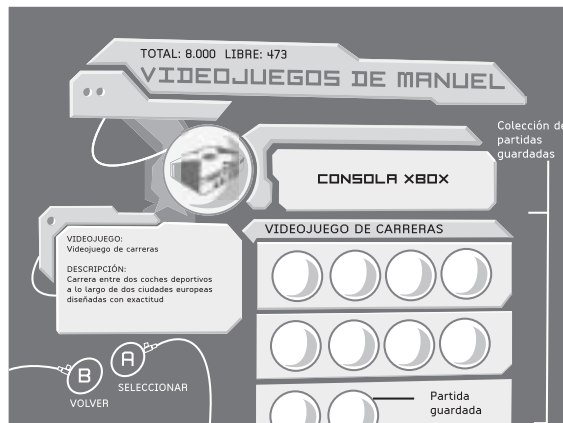 TOTAL: 8.000 LIBRE: 473
VIDEOJUEGOS DE MANUEL
Colección de
partidas
guardadas
CONSOLA XBOX
VIDEOJUEGO DE CARRERAS
VIDEOJUEGO:
Videojuego de carreras
DESCRIPCIÓN:
Carrera entre dos coches deportivos
a lo largo de dos ciudades europeas
diseñadas con exactitud
A
SELECCIONAR
B
VOLVER
Partida
guardada